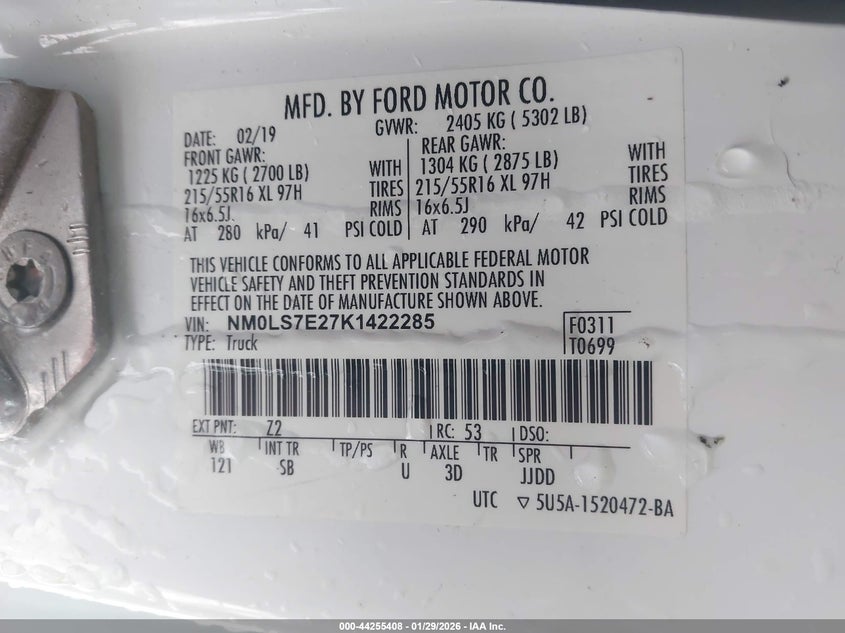 MFD. BY FORD MOTOR CO.
DATE: 02/19 GVWR: 2405 KG ( 5302 LB)
FRONT GAWR: REAR GAWR:
1225 KG ( 2700 LB) WITH 1304 KG ( 2875 LB) WITH
215/55R16 XL 97H TIRES 215/55R16 XL 97H TIRES
16x6.5J RIMS 16x6.5J RIMS
AT 280 kPa/ 41 PSI COLD AT 290 kPa/ 42 PSI COLD
THIS VEHICLE CONFORMS TO ALL APPLICABLE FEDERAL MOTOR
VEHICLE SAFETY AND THEFT PREVENTION STANDARDS IN
EFFECT ON THE DATE OF MANUFACTURE SHOWN ABOVE.
VIN: NM0LS7E27K1422285 F0311
TYPE: Truck T0699
EXT PNT: Z2 RC: 53 DSO:
WB INT TR TP/PS R AXLE TR SPR
121 SB U 3D JJDD
UTC ▽ 5U5A-1520472-BA
000-44255408 - 01/29/2026 - IAA Inc.